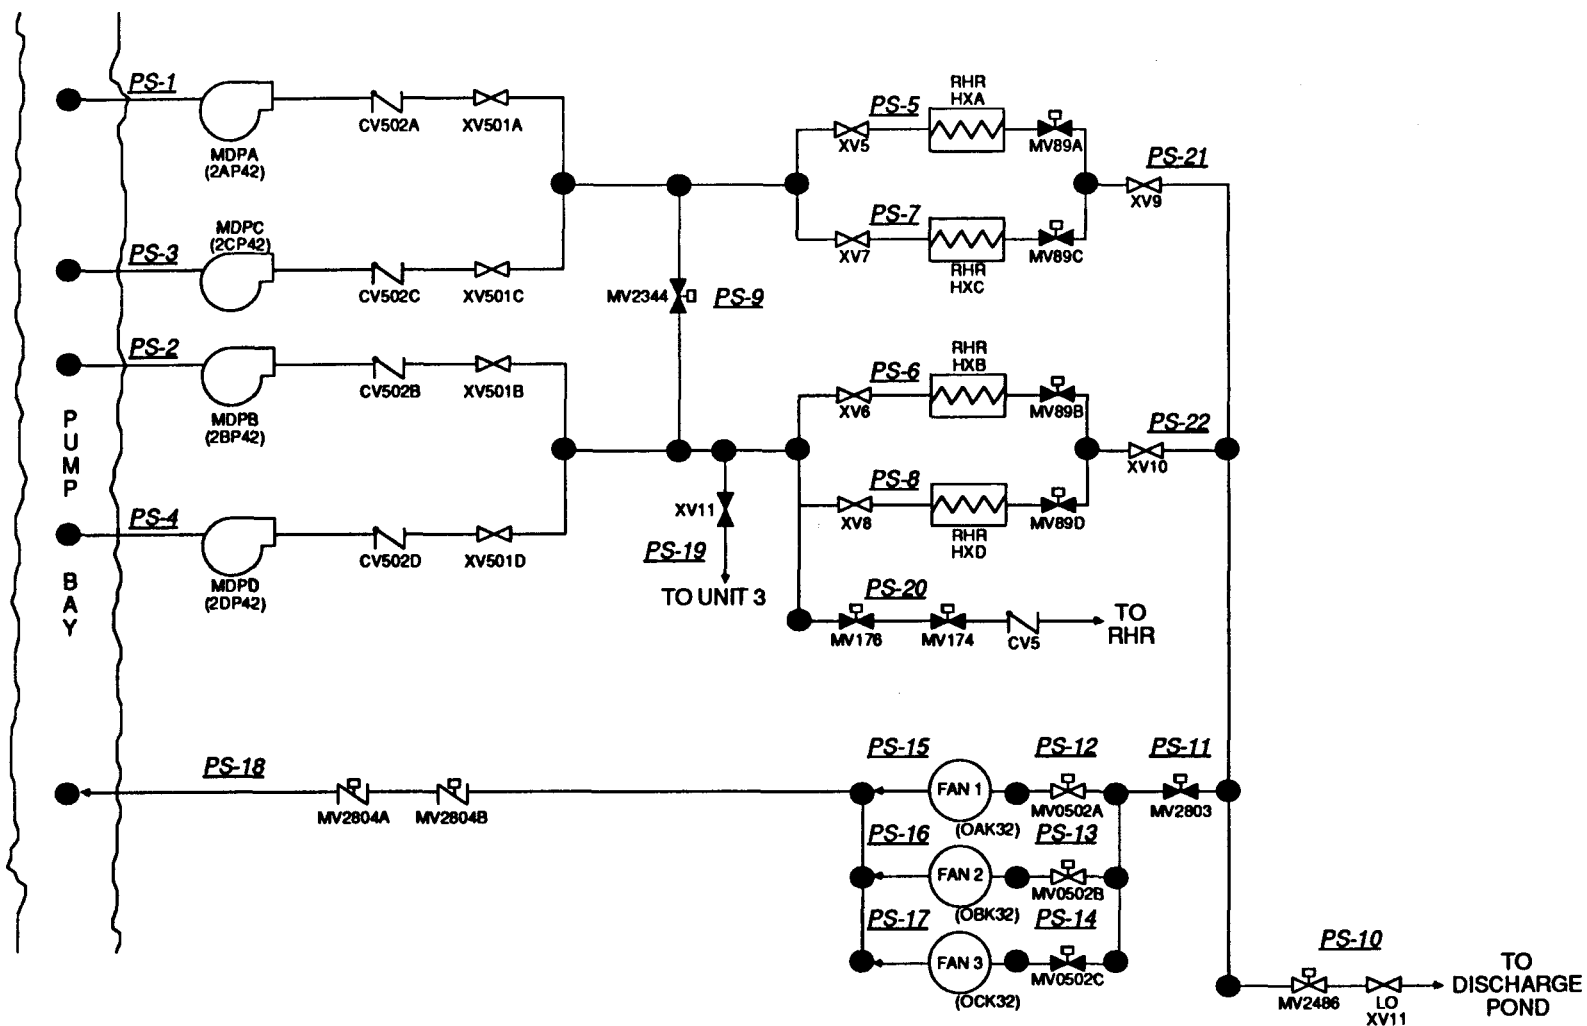 PS-1
MDPA
(2AP42)
CV502A
XV501A
PS-3
MDPC
(2CP42)
CV502C
XV501C
PS-2
MDPB
(2BP42)
CV502B
XV501B
PS-4
MDPD
(2DP42)
CV502D
XV501D
PUMP
BAY
MV2344
PS-9
XV11
PS-19
TO UNIT 3
XV5
PS-5
RHR
HXA
MV89A
XV7
PS-7
RHR
HXC
MV89C
PS-21
XV9
XV6
PS-6
RHR
HXB
MV89B
XV8
PS-8
RHR
HXD
MV89D
PS-22
XV10
PS-20
MV176
MV174
CV5
TO
RHR
PS-18
MV2804A
MV2804B
PS-15
FAN 1
(OAK32)
PS-12
MV0502A
PS-11
MV2803
PS-16
FAN 2
(OBK32)
PS-13
MV0502B
PS-17
FAN 3
(OCK32)
PS-14
MV0502C
PS-10
MV2486
LO
XV11
TO
DISCHARGE
POND